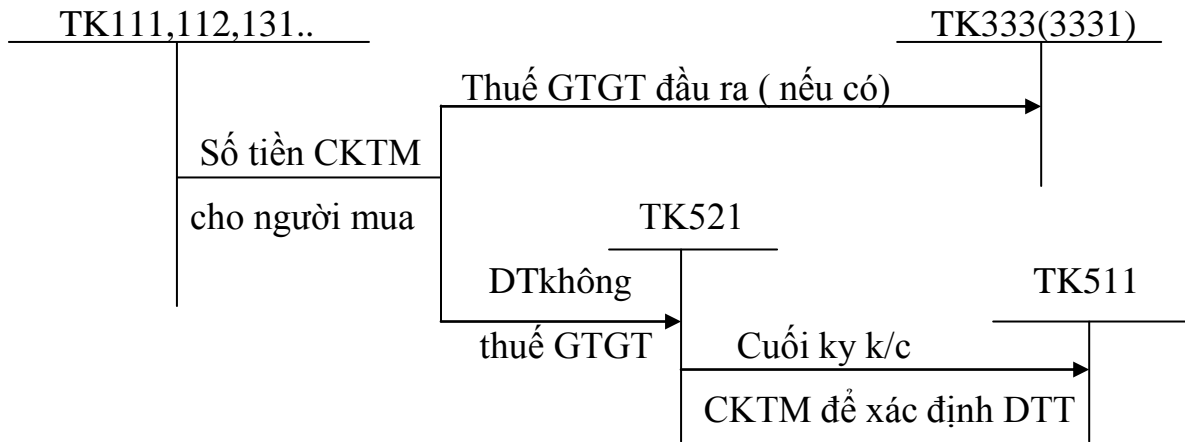 TK111,112,131..
TK333(3331)
Thuế GTGT đầu ra ( nếu có)
Số tiền CKTM
cho người mua
TK521
DTkhông
thuế GTGT
TK511
Cuối ky k/c
CKTM để xác định DTT